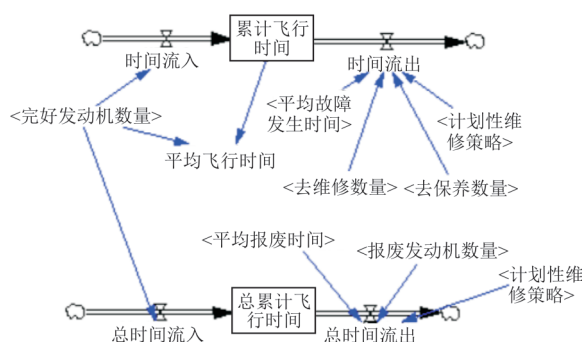 累计飞行
时间
时间流入
时间流出
<平均故障
发生时间>
<完好发动机数量>
<计划性维
修策略>
平均飞行时间
<去维修数量>
<去保养数量>
<平均报废时间>
<报废发动机数量>
<计划性维
修策略>
总累计飞
行时间
总时间流入
总时间流出